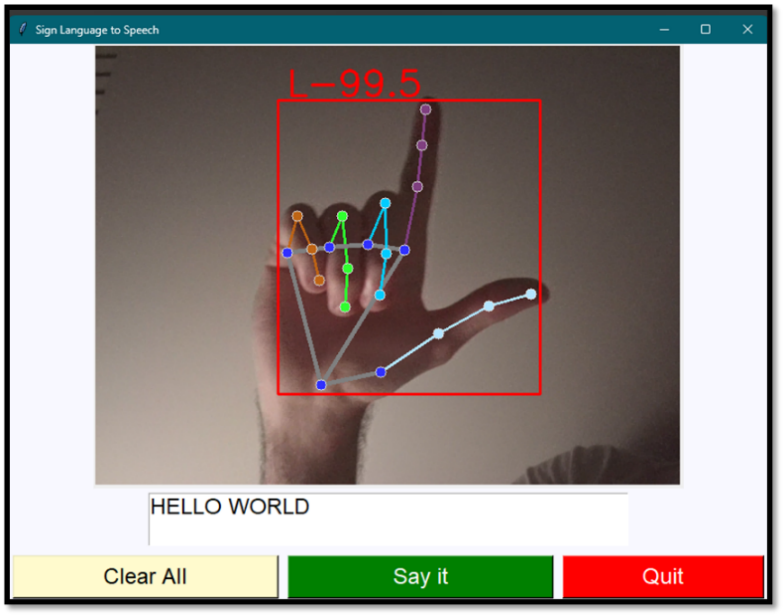 Sign Language to Speech
L-99.5
HELLO WORLD
Clear All
Say it
Quit